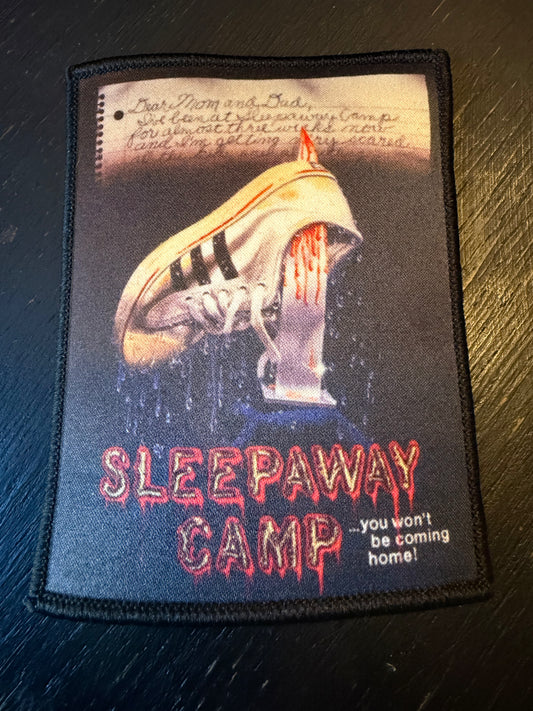 Dear Mom and Dad,
I've been at Sleepaway Camp
for almost three weeks now
and I'm getting very scared.
SLEEPAWAY
CAMP
...you won't
be coming
home!